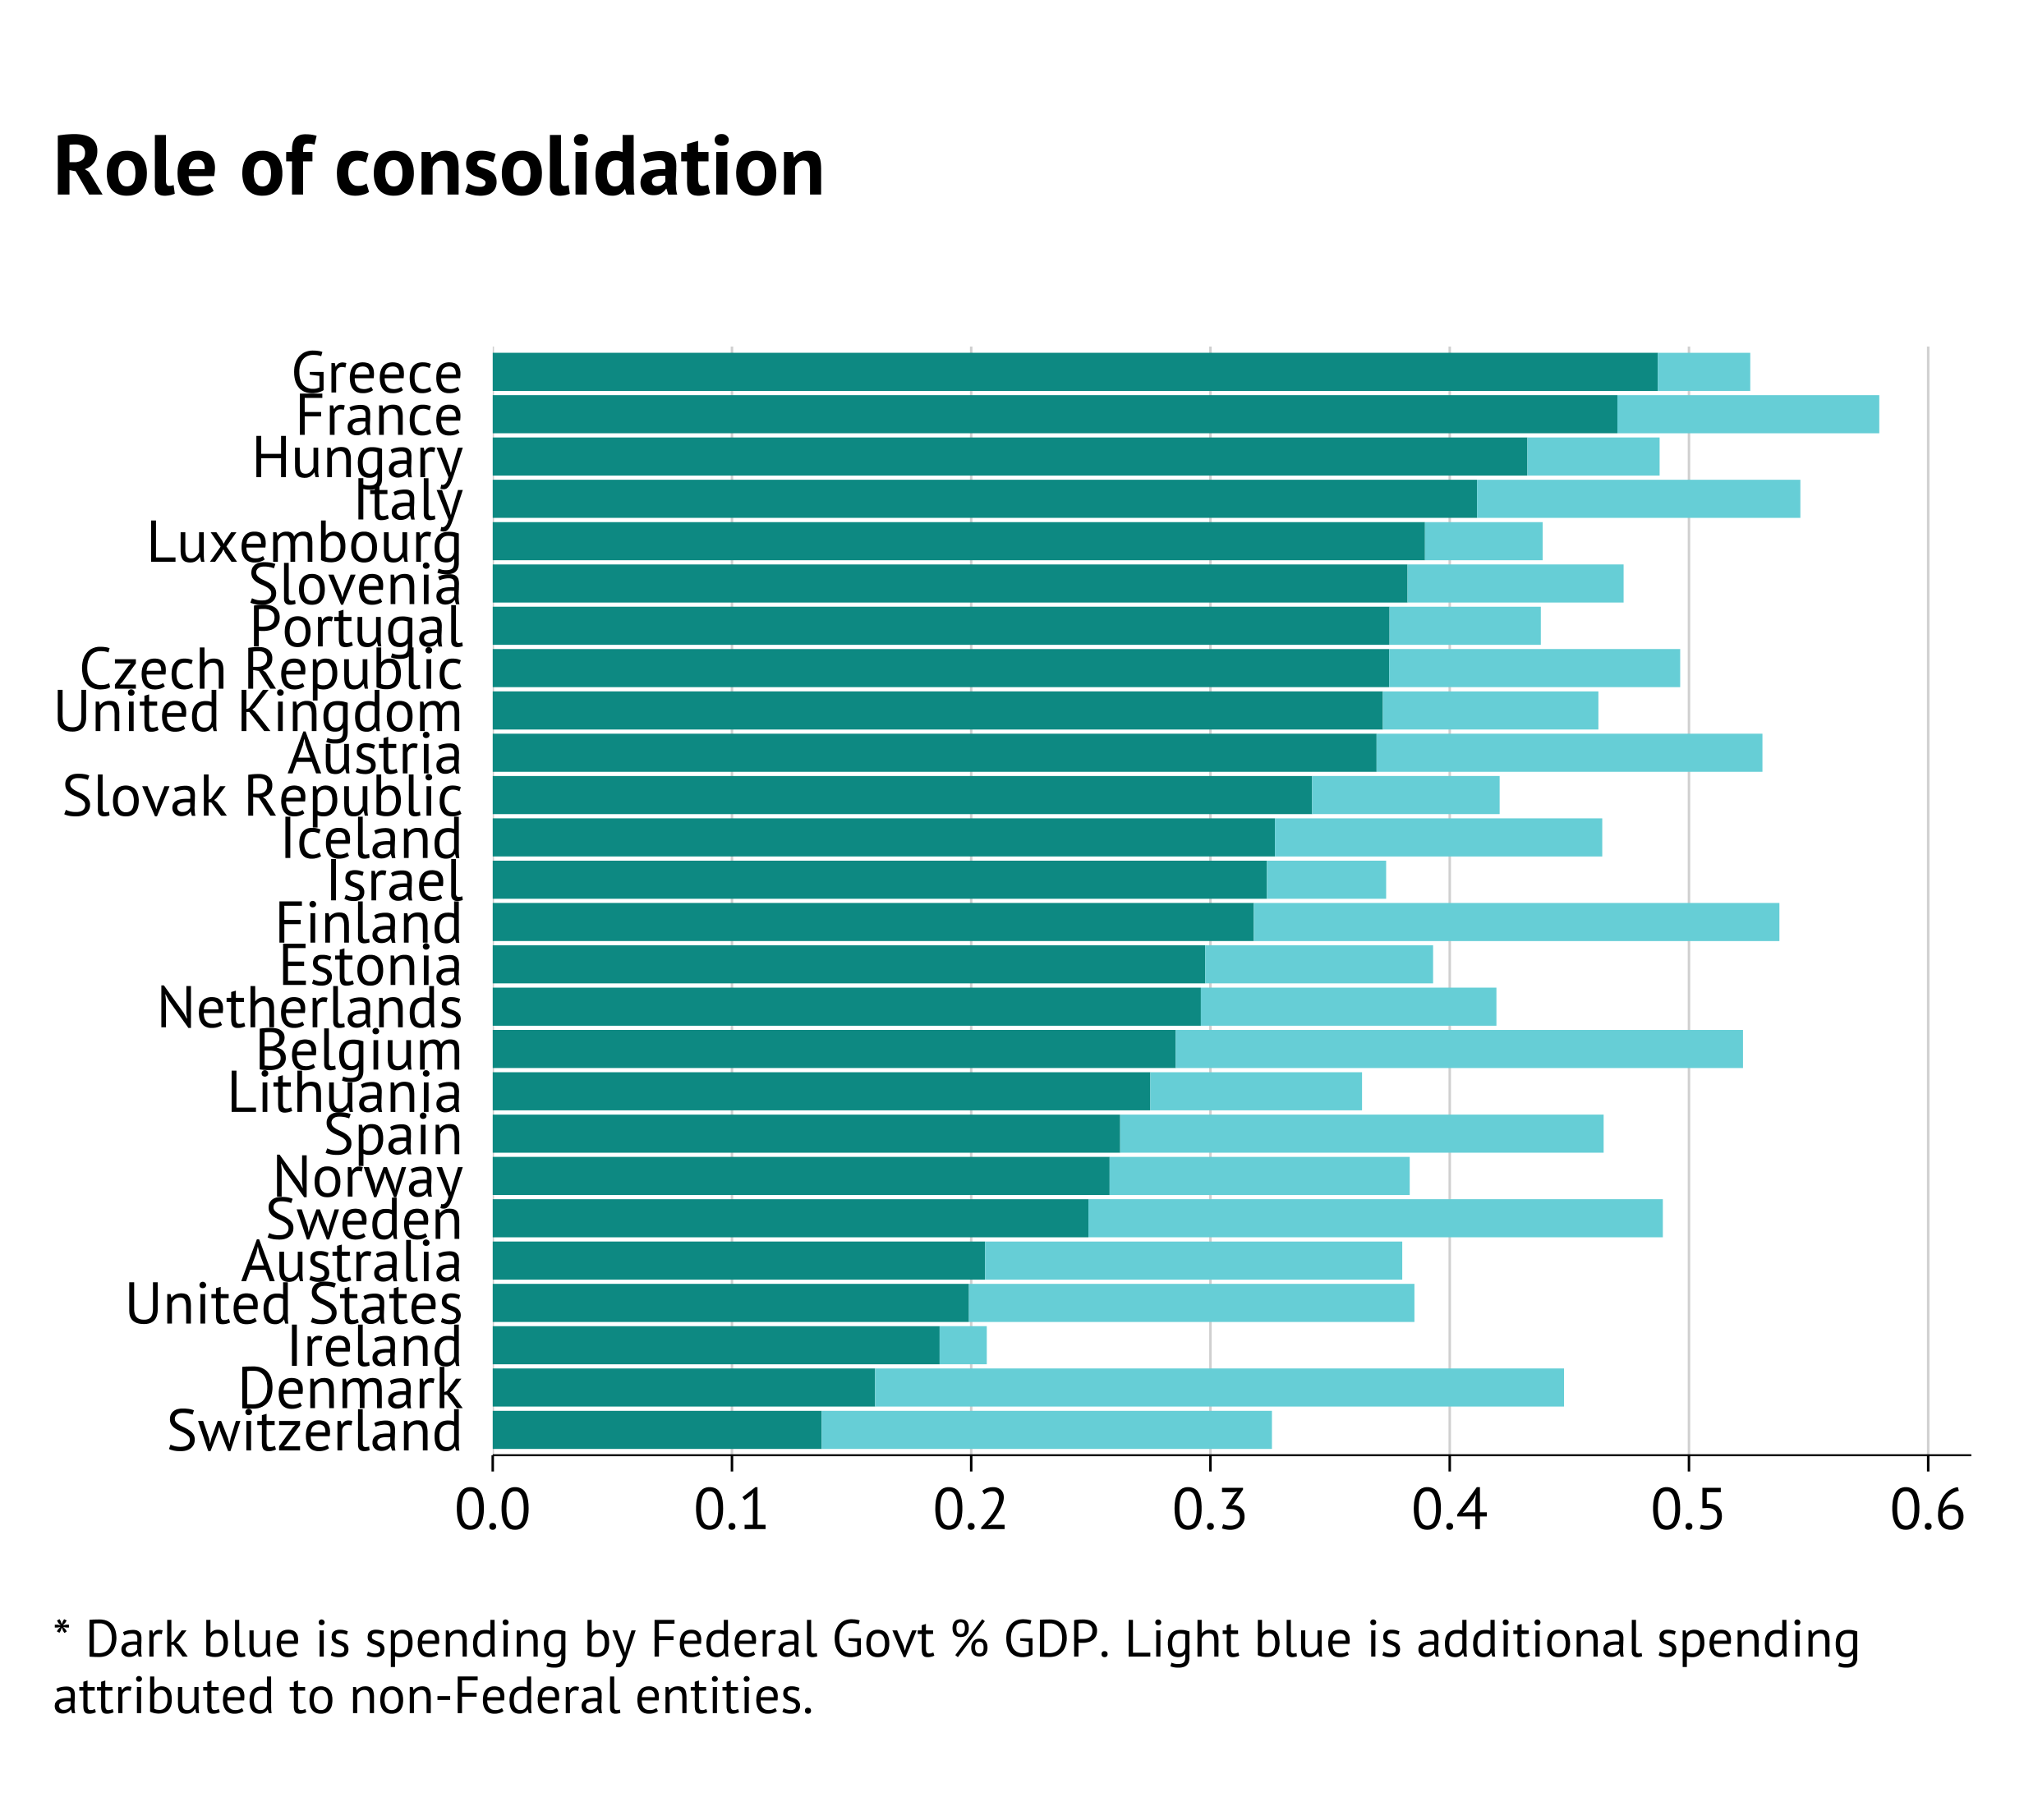 Role of consolidation
Greece
France
Hungary
Italy
Luxembourg
Slovenia
Portugal
Czech Republic
United Kingdom
Austria
Slovak Republic
Iceland
Israel
Finland
Estonia
Netherlands
Belgium
Lithuania
Spain
Norway
Sweden
Australia
United States
Ireland
Denmark
Switzerland
0.0 0.1 0.2 0.3 0.4 0.5 0.6
* Dark blue is spending by Federal Govt % GDP. Light blue is additional spending
attributed to non-Federal entities.